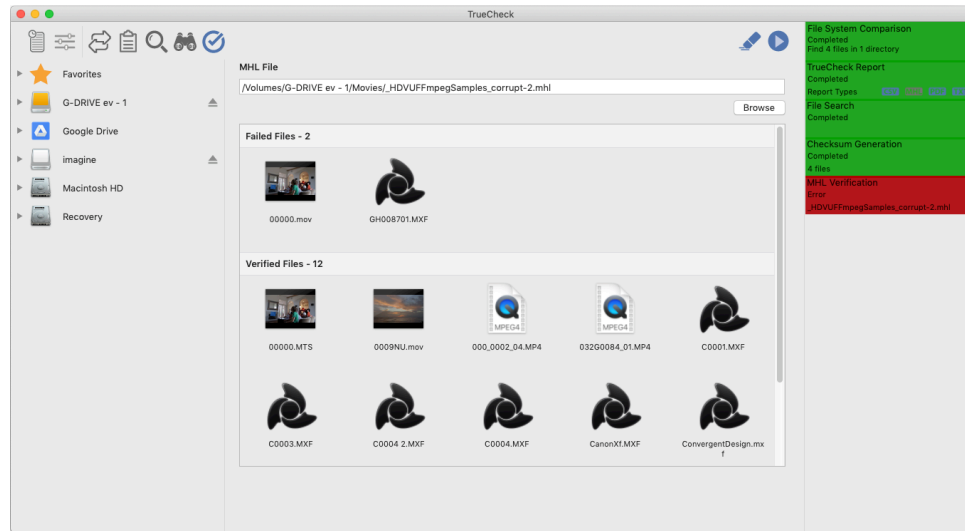 TrueCheck
Favorites
G-DRIVE ev - 1
Google Drive
imagine
Macintosh HD
Recovery
MHL File
/Volumes/G-DRIVE ev - 1/Movies/_HDVUFFmpegSamples_corrupt-2.mhl
Browse
Failed Files - 2
00000.mov
GH008701.MXF
Verified Files - 12
MPEG4
MPEG4
00000.MTS
0009NU.mov
000_0002_04.MP4
032G0084_01.MP4
C0001.MXF
C0003.MXF
C0004 2.MXF
C0004.MXF
CanonXf.MXF
ConvergentDesign.mx
f
File System Comparison
Completed
Find 4 files in 1 directory
TrueCheck Report
Completed
Report Types
File Search
Completed
Checksum Generation
Completed
4 files
MHL Verification
Error
_HDVUFFmpegSamples_corrupt-2.mhl